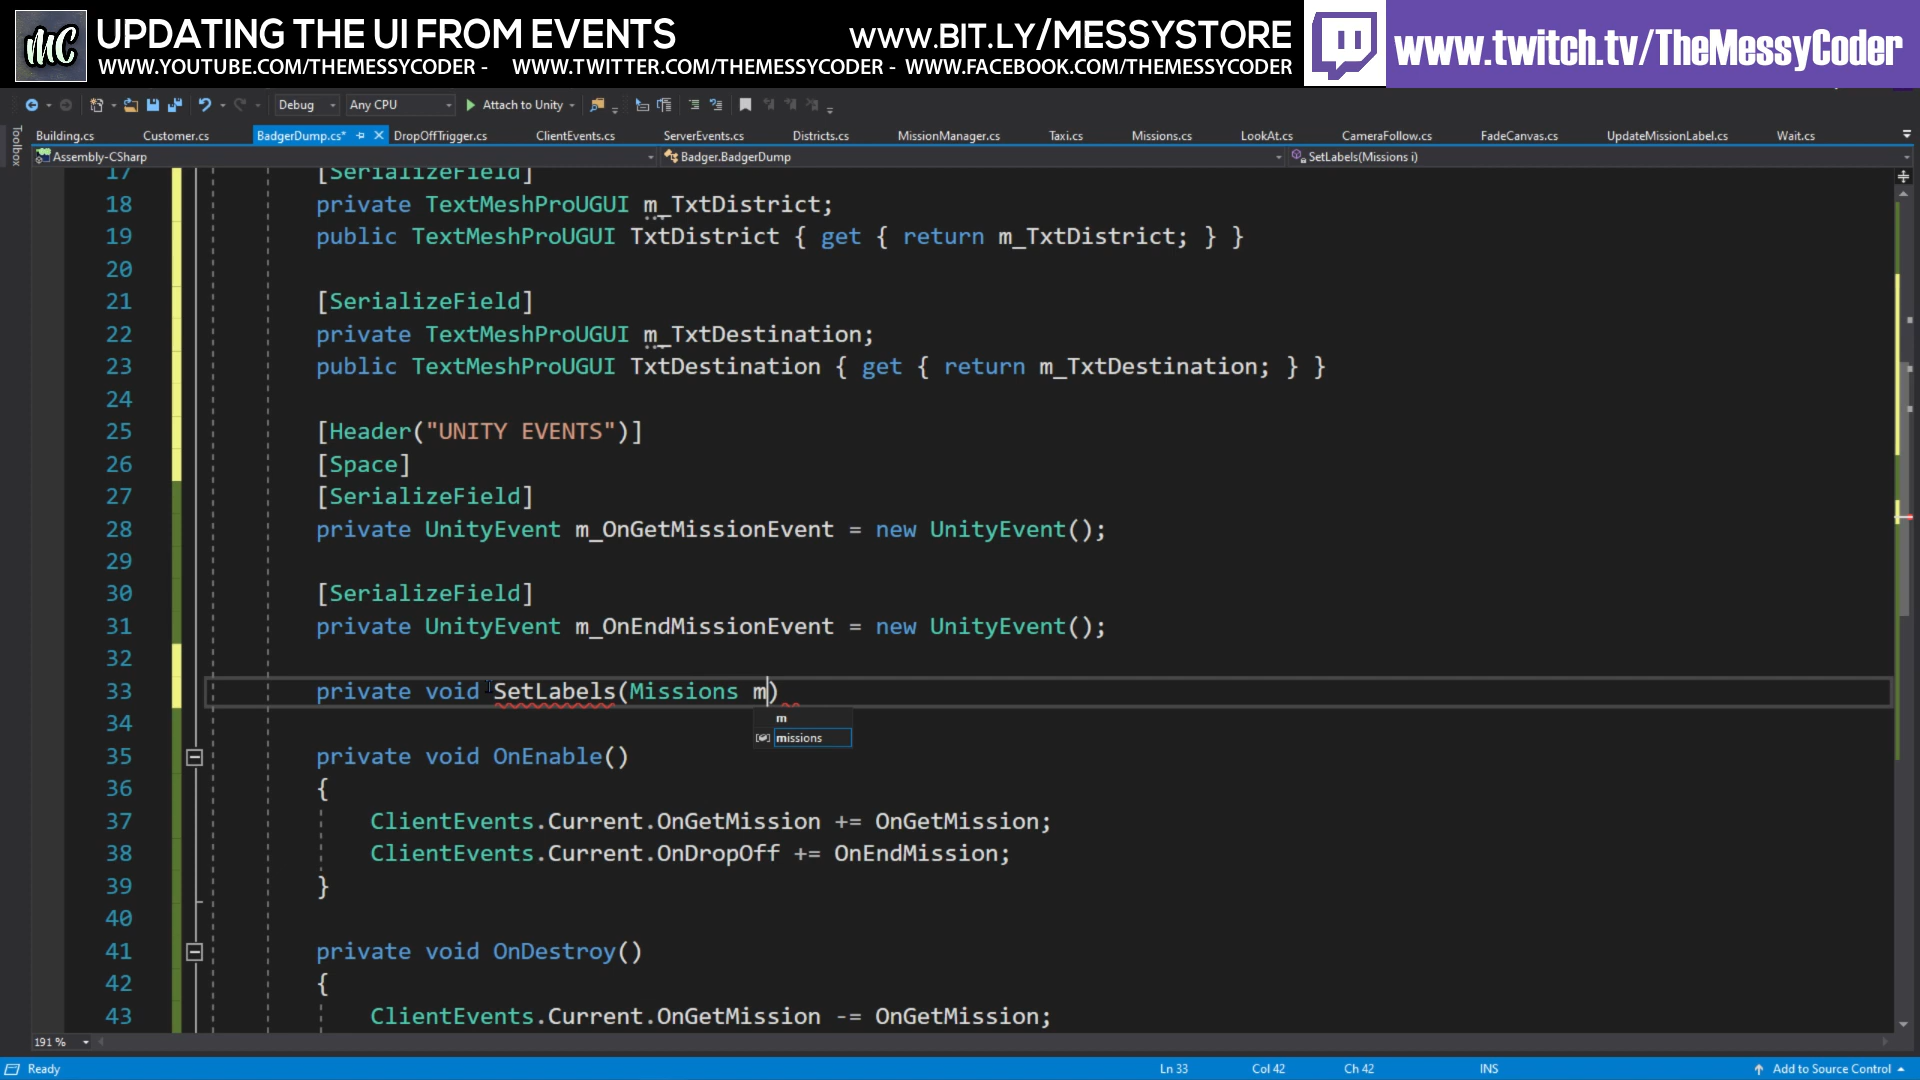 mc
UPDATING THE UI FROM EVENTS
WWW.BIT.LY/MESSYSTORE
WWW.YOUTUBE.COM/THEMESSYCODER - WWW.TWITTER.COM/THEMESSYCODER - WWW.FACEBOOK.COM/THEMESSYCODER
www.twitch.tv/TheMessyCoder
Debug Any CPU Attach to Unity
Toolbox
Building.cs Customer.cs BadgerDump.cs* DropOffTrigger.cs ClientEvents.cs ServerEvents.cs Districts.cs MissionManager.cs Taxi.cs Missions.cs LookAt.cs CameraFollow.cs FadeCanvas.cs UpdateMissionLabel.cs Wait.cs
Assembly-CSharp Badger.BadgerDump SetLabels(Missions i)
17 [SerializeField]
18 private TextMeshProUGUI m_TxtDistrict;
19 public TextMeshProUGUI TxtDistrict { get { return m_TxtDistrict; } }
20
21 [SerializeField]
22 private TextMeshProUGUI m_TxtDestination;
23 public TextMeshProUGUI TxtDestination { get { return m_TxtDestination; } }
24
25 [Header("UNITY EVENTS")]
26 [Space]
27 [SerializeField]
28 private UnityEvent m_OnGetMissionEvent = new UnityEvent();
29
30 [SerializeField]
31 private UnityEvent m_OnEndMissionEvent = new UnityEvent();
32
33 private void SetLabels(Missions m)
m
34
missions
35 private void OnEnable()
36 {
37 ClientEvents.Current.OnGetMission += OnGetMission;
38 ClientEvents.Current.OnDropOff += OnEndMission;
39 }
40
41 private void OnDestroy()
42 {
43 ClientEvents.Current.OnGetMission -= OnGetMission;
191 %
Ready Ln 33 Col 42 Ch 42 INS Add to Source Control